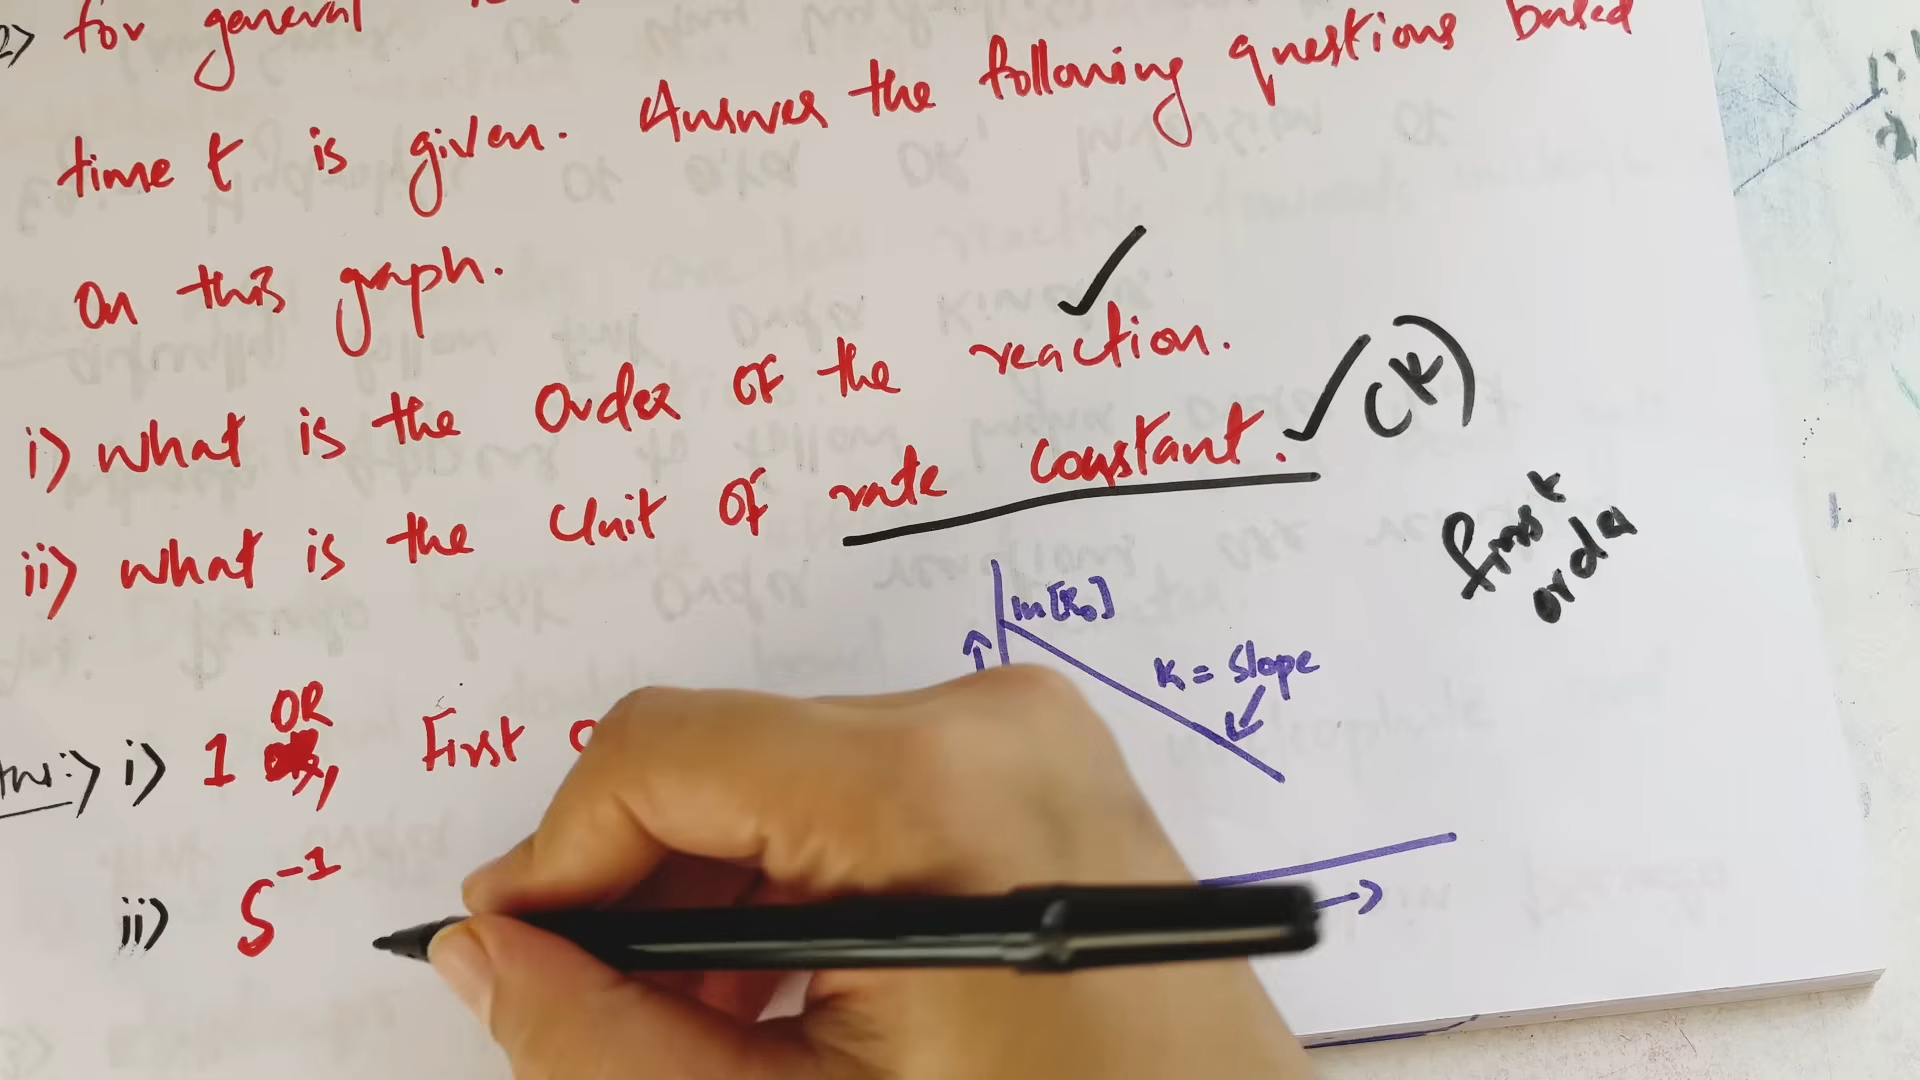 2) for general
time t is given. Answer the following questions based
on this graph.
i) what is the Order of the reaction. ✓
ii) what is the Unit of rate constant. ✓ (k)
first
order
ln[R₀]
k = slope
Ans:> i) 1 OR, First
ii) S⁻¹